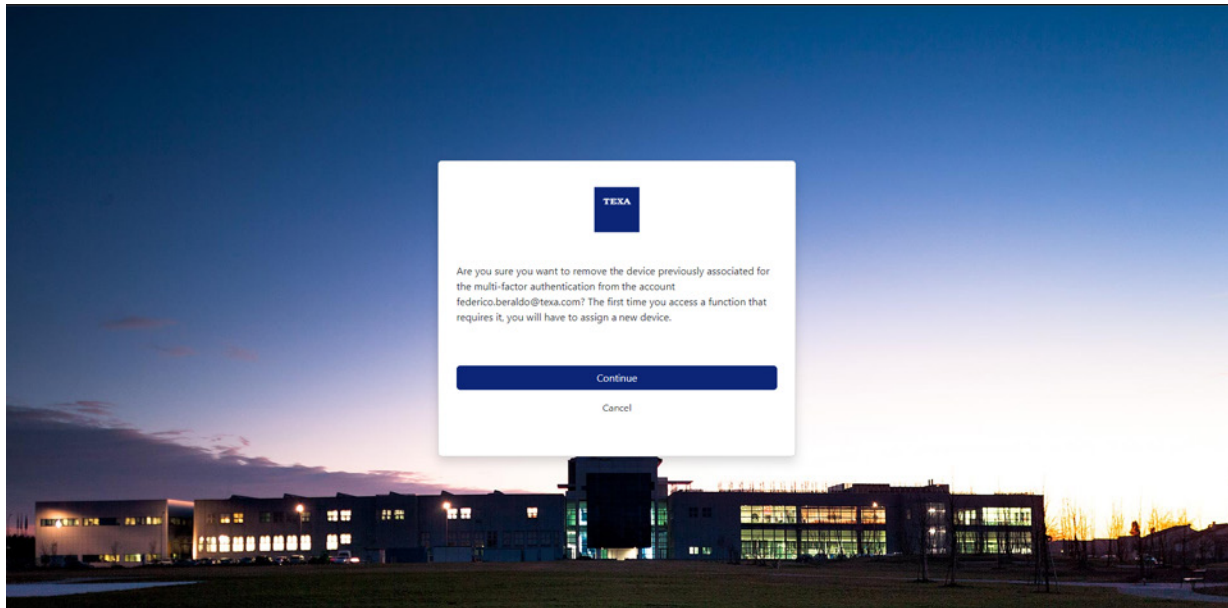 TEXA
Are you sure you want to remove the device previously associated for
the multi-factor authentication from the account
federico.beraldo@texa.com? The first time you access a function that
requires it, you will have to assign a new device.
Continue
Cancel